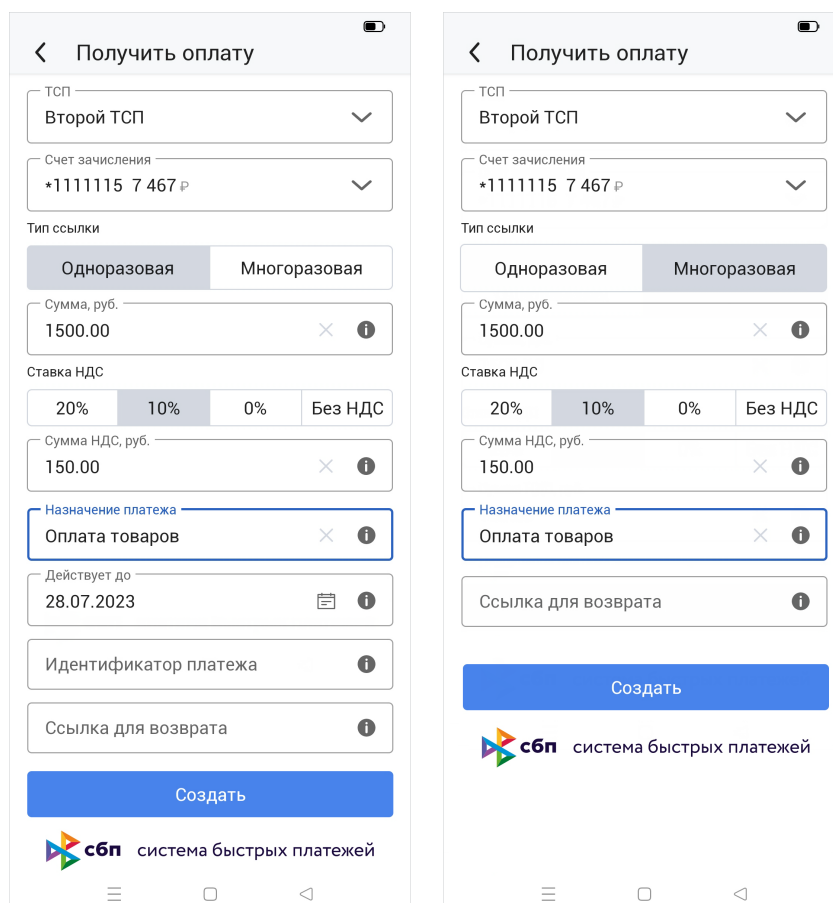 Получить оплату
ТСП
Второй ТСП
Счет зачисления
*1111115 7 467 ₽
Тип ссылки
Одноразовая Многоразовая
Сумма, руб.
1500.00
Ставка НДС
20% 10% 0% Без НДС
Сумма НДС, руб.
150.00
Назначение платежа
Оплата товаров
Действует до
28.07.2023
Идентификатор платежа
Ссылка для возврата
Создать
сбп система быстрых платежей
Получить оплату
ТСП
Второй ТСП
Счет зачисления
*1111115 7 467 ₽
Тип ссылки
Одноразовая Многоразовая
Сумма, руб.
1500.00
Ставка НДС
20% 10% 0% Без НДС
Сумма НДС, руб.
150.00
Назначение платежа
Оплата товаров
Ссылка для возврата
Создать
сбп система быстрых платежей